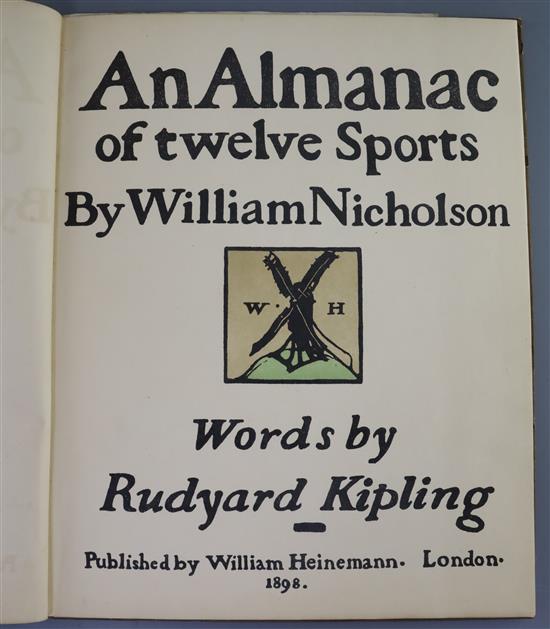 An Almanac
of twelve Sports
By William Nicholson
W · H
Words by
Rudyard Kipling
Published by William Heinemann. London.
1898.